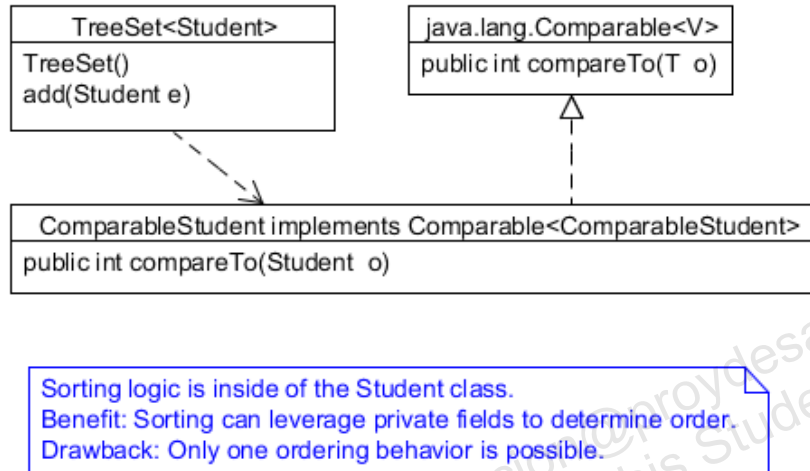 TreeSet<Student>
TreeSet()
add(Student e)
java.lang.Comparable<V>
public int compareTo(T o)
ComparableStudent implements Comparable<ComparableStudent>
public int compareTo(Student o)
Sorting logic is inside of the Student class.
Benefit: Sorting can leverage private fields to determine order.
Drawback: Only one ordering behavior is possible.